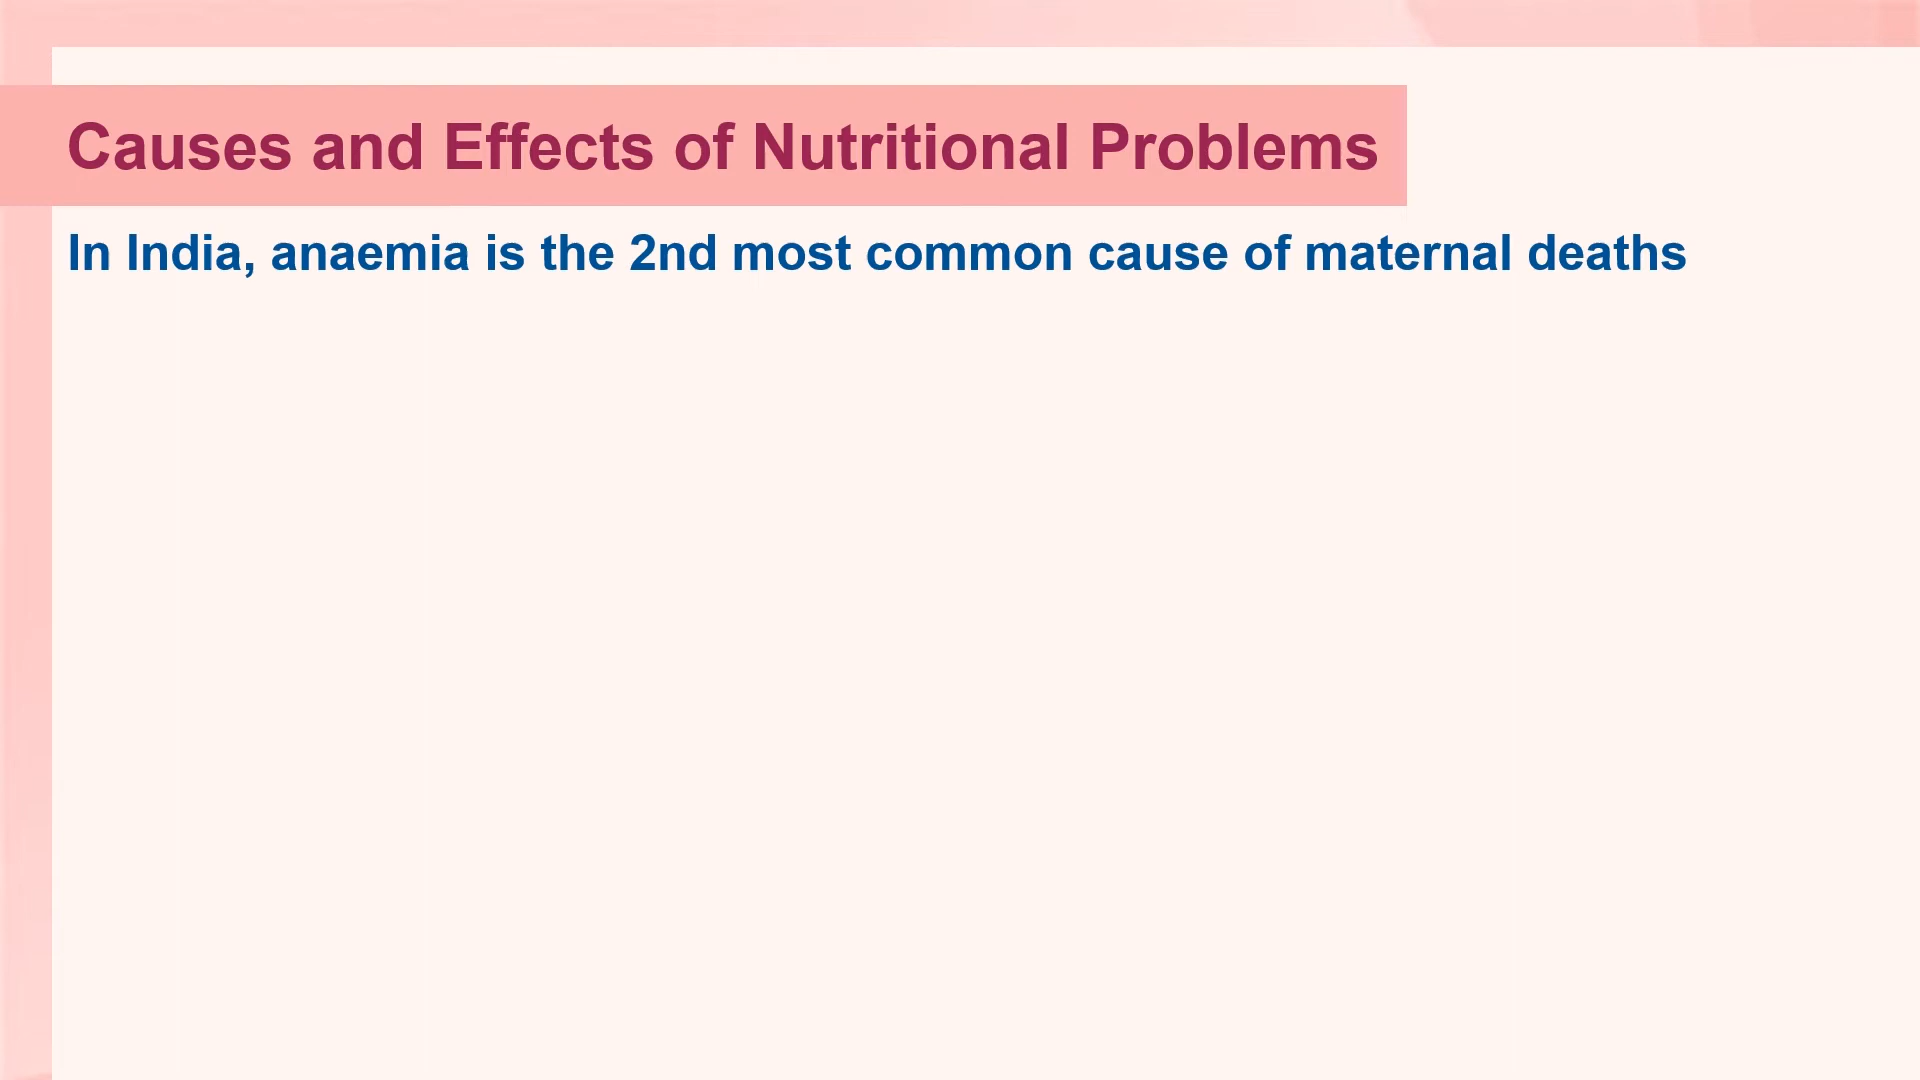 Causes and Effects of Nutritional Problems
In India, anaemia is the 2nd most common cause of maternal deaths